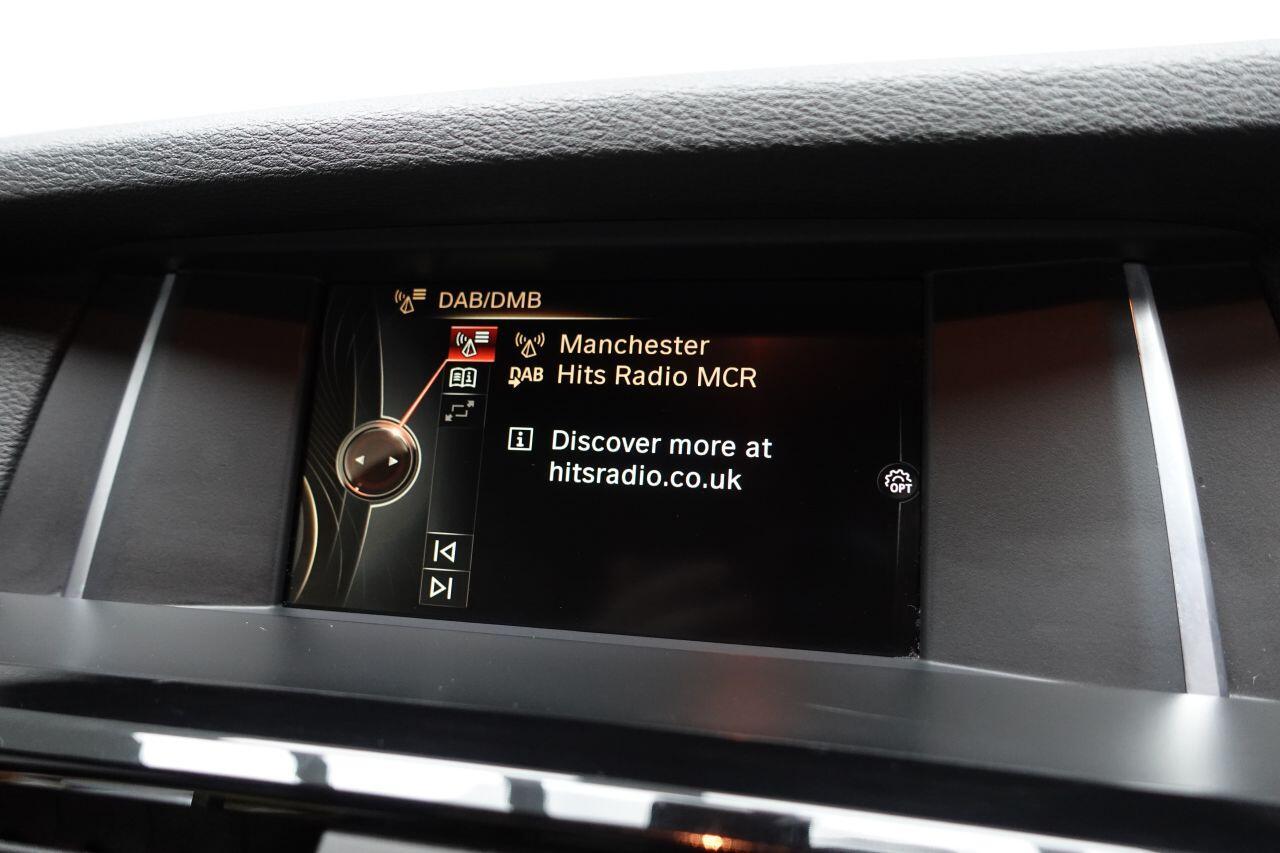 DAB/DMB
Manchester
DAB Hits Radio MCR
i Discover more at
hitsradio.co.uk
OPT